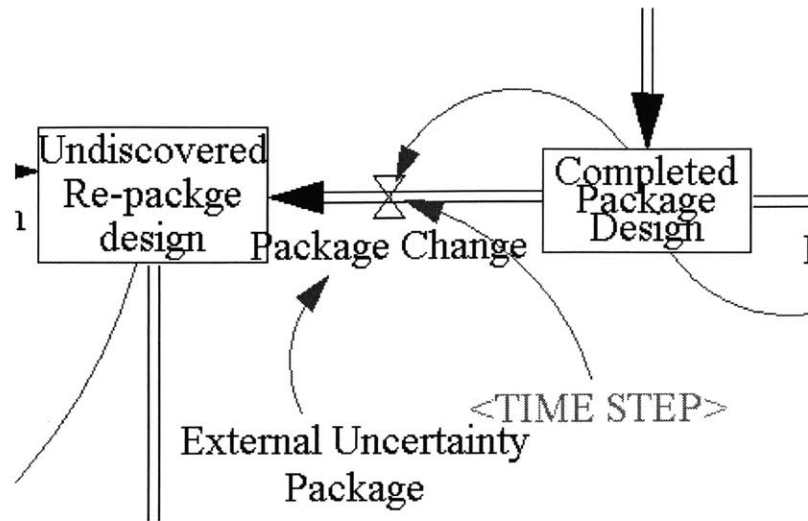 Undiscovered
Re-packge
design
Completed
Package
Design
Package Change
<TIME STEP>
External Uncertainty
Package